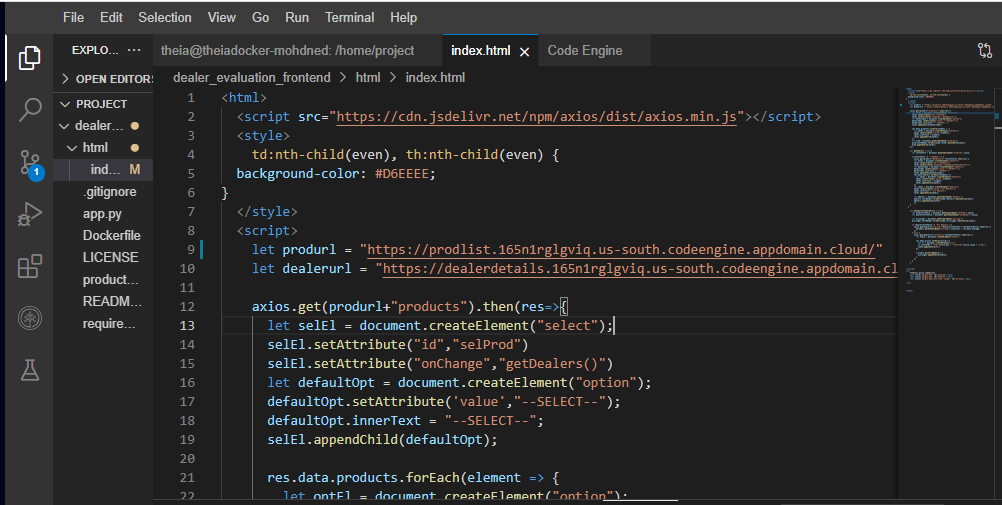 File Edit Selection View Go Run Terminal Help
EXPLO... ···
theia@theiadocker-mohdned: /home/project
index.html ×
Code Engine
OPEN EDITORS
dealer_evaluation_frontend > html > index.html
PROJECT
dealer...
html
ind... M
.gitignore
app.py
Dockerfile
LICENSE
produc...
READM...
require...
1
1 <html>
2 <script src="https://cdn.jsdelivr.net/npm/axios/dist/axios.min.js"></script>
3 <style>
4 td:nth-child(even), th:nth-child(even) {
5 background-color: #D6EEEE;
6 }
7 </style>
8 <script>
9 let produrl = "https://prodlist.165n1rglgviq.us-south.codeengine.appdomain.cloud/"
10 let dealerurl = "https://dealerdetails.165n1rglgviq.us-south.codeengine.appdomain.cl
11
12 axios.get(produrl+"products").then(res=>{
13 let selEl = document.createElement("select");
14 selEl.setAttribute("id","selProd")
15 selEl.setAttribute("onChange","getDealers()")
16 let defaultOpt = document.createElement("option");
17 defaultOpt.setAttribute('value',"--SELECT--");
18 defaultOpt.innerText = "--SELECT--";
19 selEl.appendChild(defaultOpt);
20
21 res.data.products.forEach(element => {
22 let optEl = document.createElement("option");